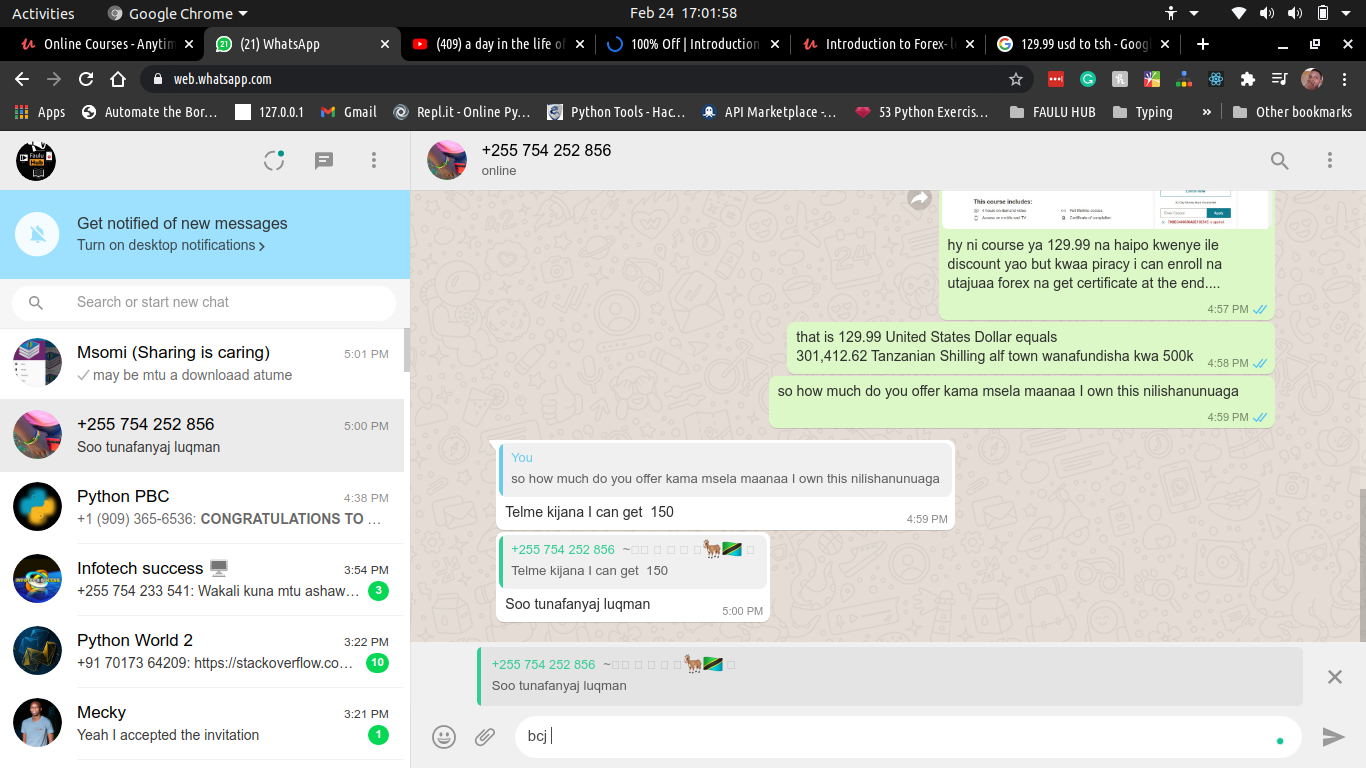 Activities
Google Chrome
Feb 24 17:01:58
Online Courses - Anytim
(21) WhatsApp
(409) a day in the life of
100% Off | Introduction
Introduction to Forex- l
129.99 usd to tsh - Goog
web.whatsapp.com
Apps
Automate the Bor...
127.0.0.1
Gmail
Repl.it - Online Py...
Python Tools - Hac...
API Marketplace -...
53 Python Exercis...
FAULU HUB
Typing
»
Other bookmarks
+255 754 252 856
online
Get notified of new messages
Turn on desktop notifications >
Search or start new chat
Msomi (Sharing is caring)
5:01 PM
may be mtu a downloaad atume
+255 754 252 856
5:00 PM
Soo tunafanyaj luqman
Python PBC
4:38 PM
+1 (909) 365-6536: CONGRATULATIONS TO …
Infotech success
3:54 PM
+255 754 233 541: Wakali kuna mtu ashaw…
3
Python World 2
3:22 PM
+91 70173 64209: https://stackoverflow.co…
10
Mecky
3:21 PM
Yeah I accepted the invitation
1
This course includes:
Certificate of completion
Apply
hy ni course ya 129.99 na haipo kwenye ile
discount yao but kwaa piracy i can enroll na
utajuaa forex na get certificate at the end....
4:57 PM
that is 129.99 United States Dollar equals
301,412.62 Tanzanian Shilling alf town wanafundisha kwa 500k
4:58 PM
so how much do you offer kama msela maanaa I own this nilishanunuaga
4:59 PM
You
so how much do you offer kama msela maanaa I own this nilishanunuaga
Telme kijana I can get 150
4:59 PM
+255 754 252 856 ~
Telme kijana I can get 150
Soo tunafanyaj luqman
5:00 PM
+255 754 252 856 ~
Soo tunafanyaj luqman
bcj